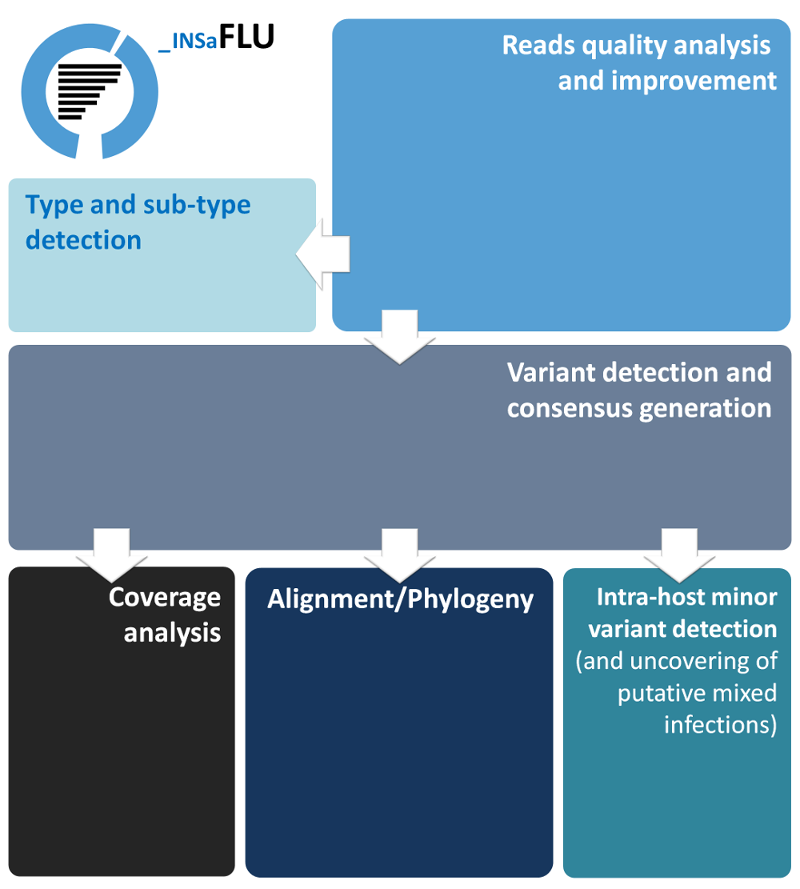 _INSaFLU
Reads quality analysis
and improvement
Type and sub-type
detection
Variant detection and
consensus generation
Coverage
analysis
Alignment/Phylogeny
Intra-host minor
variant detection
(and uncovering of
putative mixed
infections)